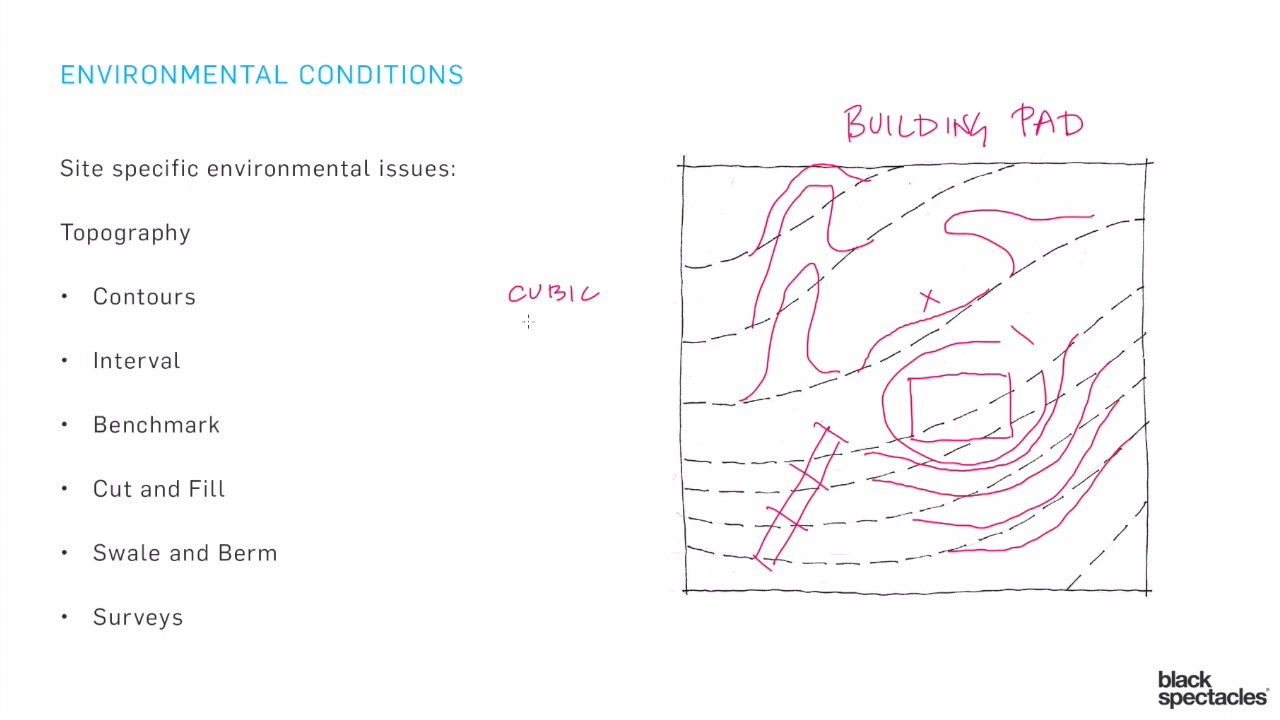 ENVIRONMENTAL CONDITIONS
BUILDING PAD
Site specific environmental issues:
Topography
• Contours
CUBIC
• Interval
• Benchmark
• Cut and Fill
• Swale and Berm
• Surveys
black
spectacles®